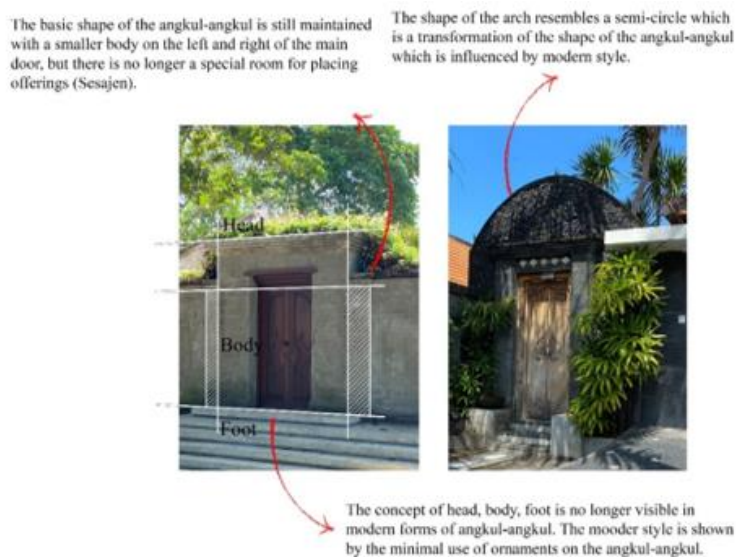 The basic shape of the angkul-angkul is still maintained
with a smaller body on the left and right of the main
door, but there is no longer a special room for placing
offerings (Sesajen).
The shape of the arch resembles a semi-circle which
is a transformation of the shape of the angkul-angkul
which is influenced by modern style.
Head
Body
Foot
The concept of head, body, foot is no longer visible in
modern forms of angkul-angkul. The mooder style is shown
by the minimal use of ornaments on the angkul-angkul.